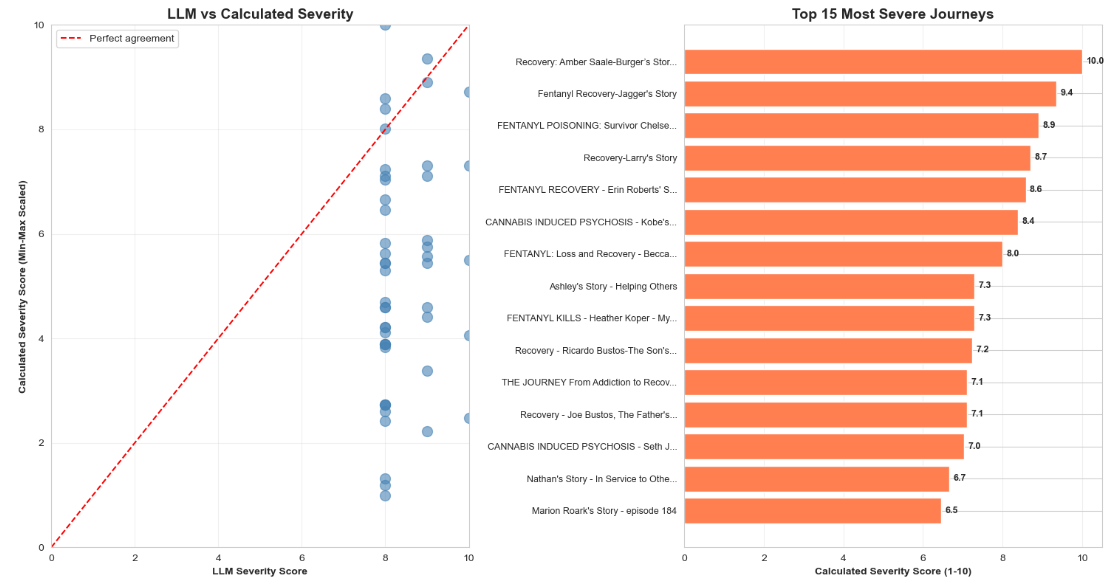 LLM vs Calculated Severity
Perfect agreement
Calculated Severity Score (Min-Max Scaled)
10
8
6
4
2
0
0 2 4 6 8 10
LLM Severity Score
Top 15 Most Severe Journeys
Recovery: Amber Saale-Burger's Stor... 10.0
Fentanyl Recovery-Jagger's Story 9.4
FENTANYL POISONING: Survivor Chelse... 8.9
Recovery-Larry's Story 8.7
FENTANYL RECOVERY - Erin Roberts' S... 8.6
CANNABIS INDUCED PSYCHOSIS - Kobe's... 8.4
FENTANYL: Loss and Recovery - Becca... 8.0
Ashley's Story - Helping Others 7.3
FENTANYL KILLS - Heather Koper - My... 7.3
Recovery - Ricardo Bustos-The Son's... 7.2
THE JOURNEY From Addiction to Recov... 7.1
Recovery - Joe Bustos, The Father's... 7.1
CANNABIS INDUCED PSYCHOSIS - Seth J... 7.0
Nathan's Story - In Service to Othe... 6.7
Marion Roark's Story - episode 184 6.5
0 2 4 6 8 10
Calculated Severity Score (1-10)